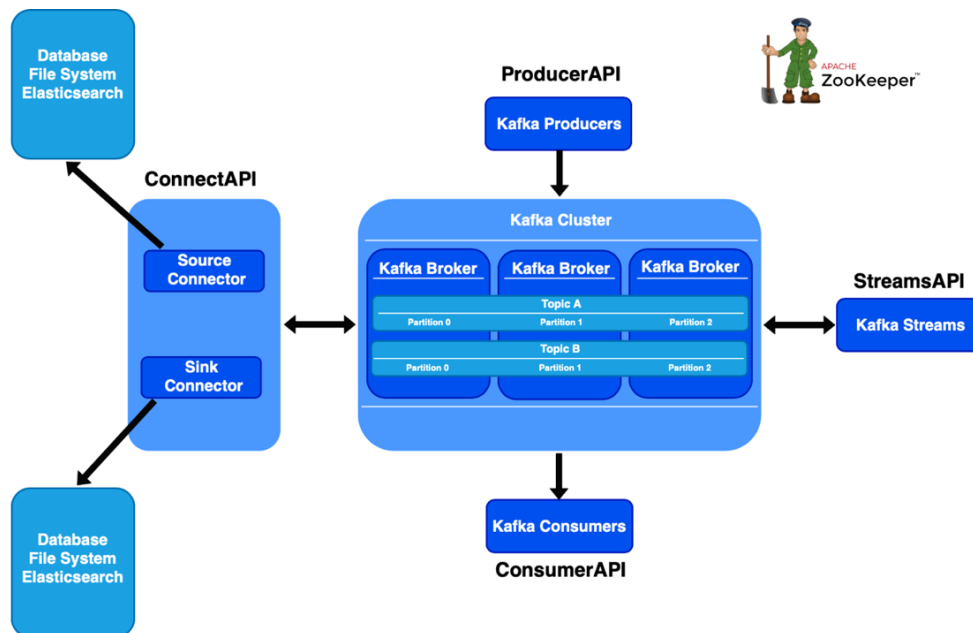 Database
File System
Elasticsearch
ProducerAPI
Kafka Producers
APACHE
ZooKeeper™
ConnectAPI
Source
Connector
Sink
Connector
Kafka Cluster
Kafka Broker
Kafka Broker
Kafka Broker
Topic A
Partition 0
Partition 1
Partition 2
Topic B
Partition 0
Partition 1
Partition 2
StreamsAPI
Kafka Streams
Kafka Consumers
ConsumerAPI
Database
File System
Elasticsearch